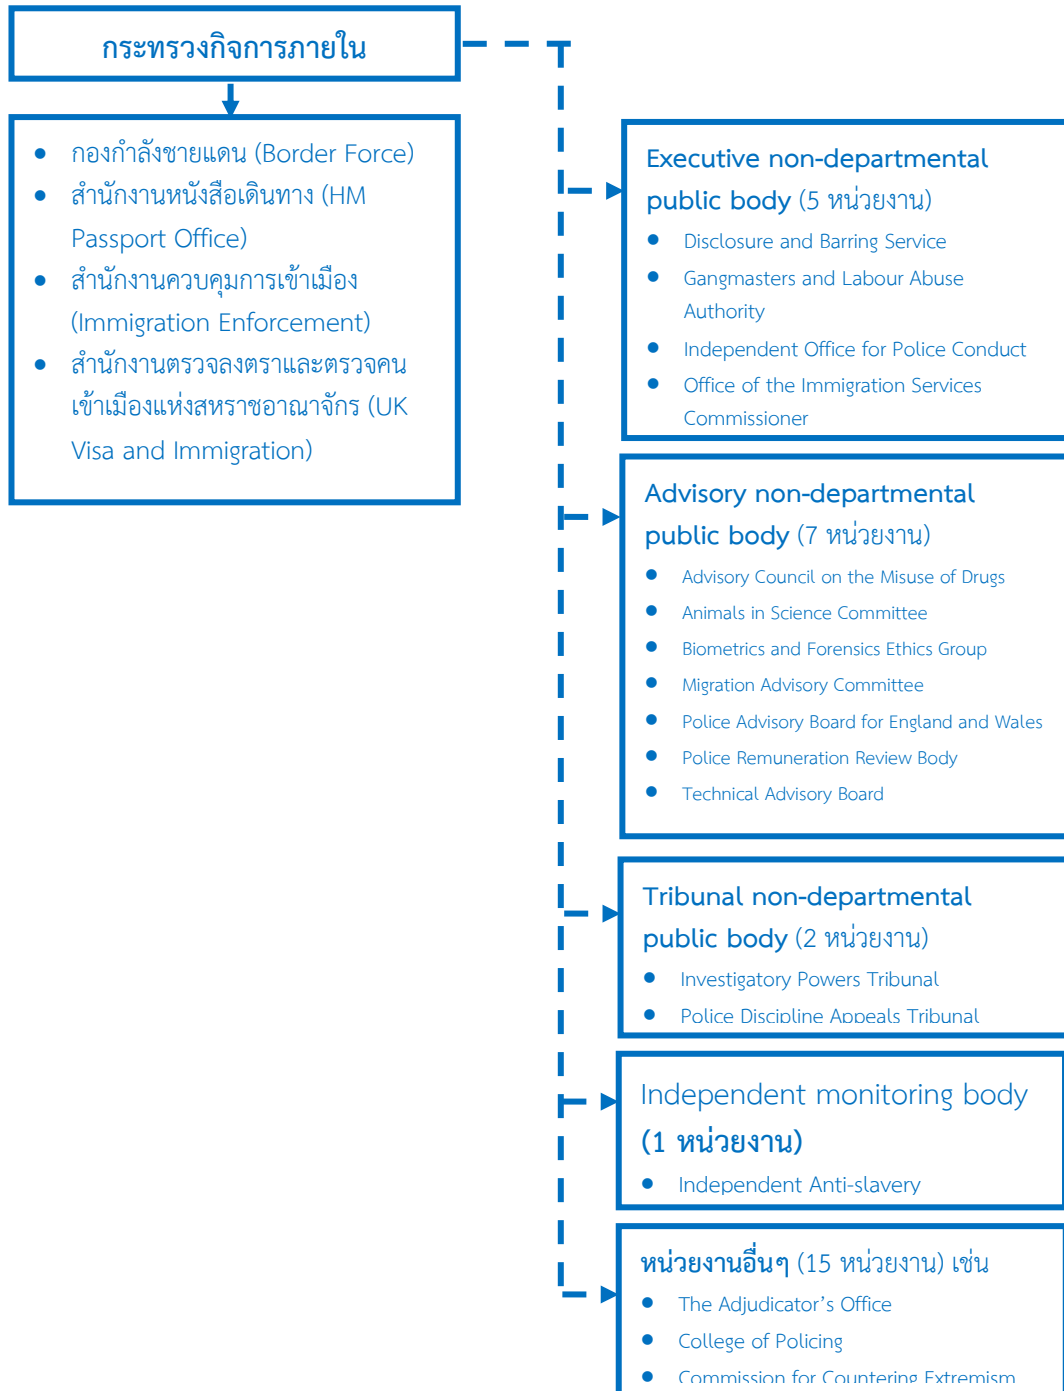 กระทรวงกิจการภายใน
• กองกำลังชายแดน (Border Force)
• สำนักงานหนังสือเดินทาง (HM
Passport Office)
• สำนักงานควบคุมการเข้าเมือง
(Immigration Enforcement)
• สำนักงานตรวจลงตราและตรวจคน
เข้าเมืองแห่งสหราชอาณาจักร (UK
Visa and Immigration)
Executive non-departmental
public body (5 หน่วยงาน)
• Disclosure and Barring Service
• Gangmasters and Labour Abuse
Authority
• Independent Office for Police Conduct
• Office of the Immigration Services
Commissioner
Advisory non-departmental
public body (7 หน่วยงาน)
• Advisory Council on the Misuse of Drugs
• Animals in Science Committee
• Biometrics and Forensics Ethics Group
• Migration Advisory Committee
• Police Advisory Board for England and Wales
• Police Remuneration Review Body
• Technical Advisory Board
Tribunal non-departmental
public body (2 หน่วยงาน)
• Investigatory Powers Tribunal
• Police Discipline Appeals Tribunal
Independent monitoring body
(1 หน่วยงาน)
• Independent Anti-slavery
หน่วยงานอื่นๆ (15 หน่วยงาน) เช่น
• The Adjudicator’s Office
• College of Policing
• Commission for Countering Extremism